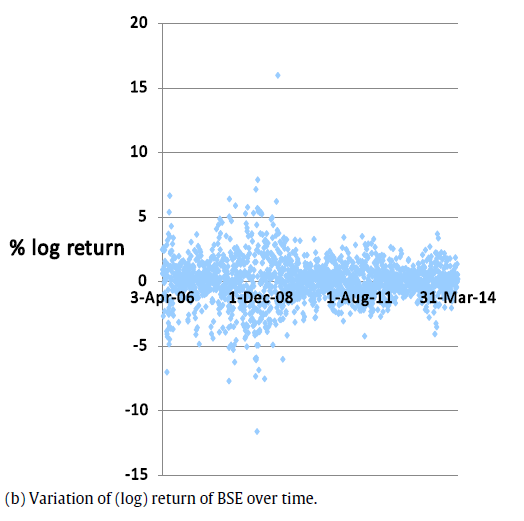 20
15
10
5
% log return
0
3-Apr-06 1-Dec-08 1-Aug-11 31-Mar-14
-5
-10
-15
(b) Variation of (log) return of BSE over time.